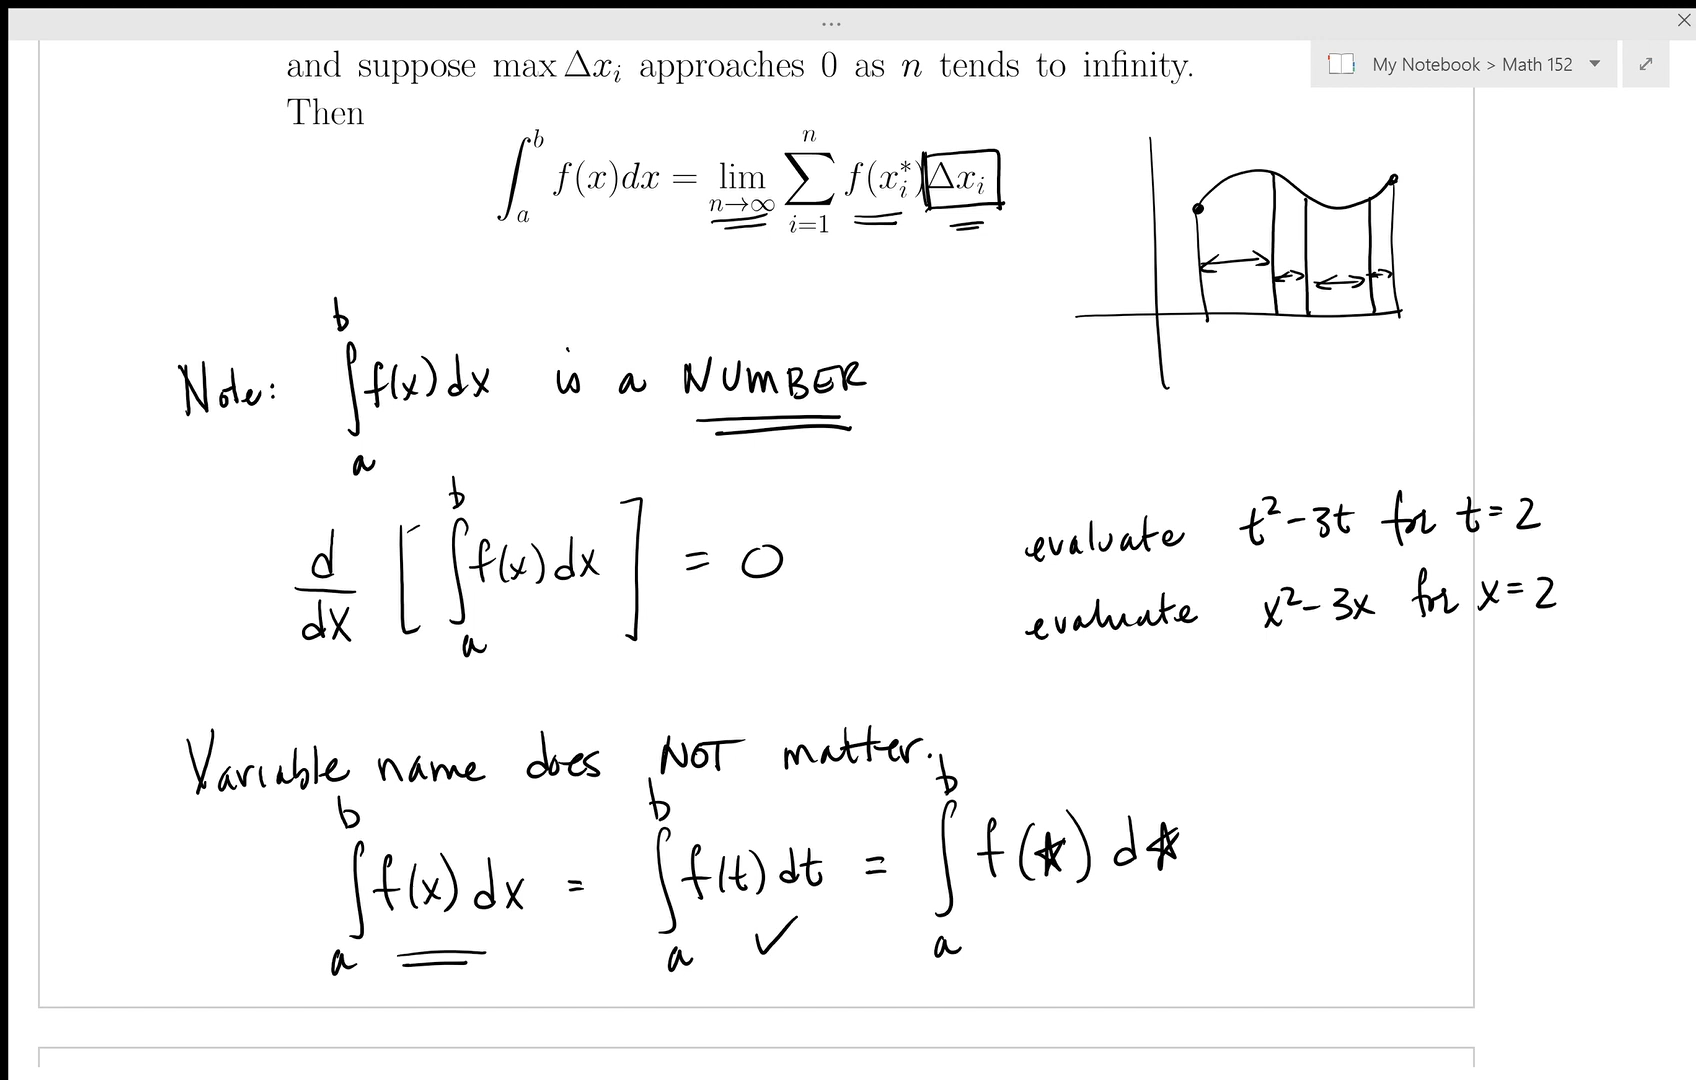 and suppose max Δxᵢ approaches 0 as n tends to infinity.
My Notebook > Math 152
Then
∫_a^b f(x)dx = lim_{n→∞} ∑_{i=1}^n f(x_i^*) Δx_i
Note: ∫_a^b f(x) dx is a NUMBER
d/dx [ ∫_a^b f(x) dx ] = 0
evaluate t²-3t for t=2
evaluate x²-3x for x=2
Variable name does NOT matter.
∫_a^b f(x) dx = ∫_a^b f(t) dt ✓ = ∫_a^b f(☆) d☆